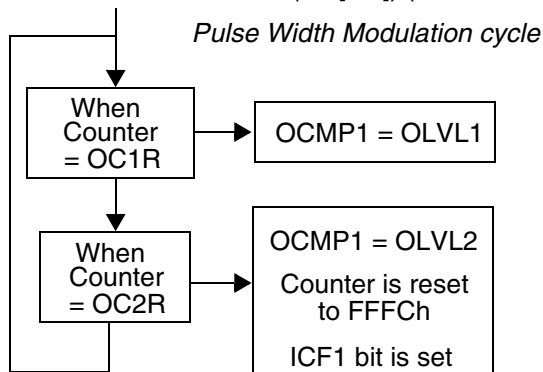 Pulse Width Modulation cycle
When
Counter
= OC1R
OCMP1 = OLVL1
When
Counter
= OC2R
OCMP1 = OLVL2
Counter is reset
to FFFCh
ICF1 bit is set